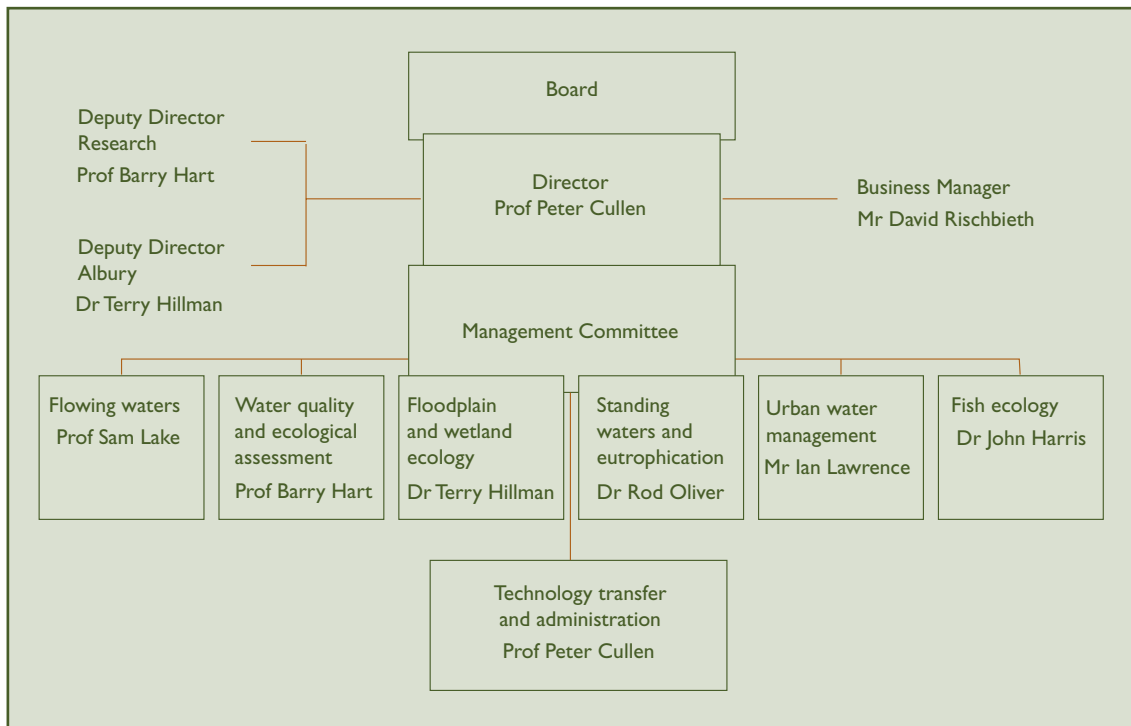 Board
Deputy Director
Research
Prof Barry Hart
Director
Prof Peter Cullen
Business Manager
Mr David Rischbieth
Deputy Director
Albury
Dr Terry Hillman
Management Committee
Flowing waters
Prof Sam Lake
Water quality
and ecological
assessment
Prof Barry Hart
Floodplain
and wetland
ecology
Dr Terry Hillman
Standing
waters and
eutrophication
Dr Rod Oliver
Urban water
management
Mr Ian Lawrence
Fish ecology
Dr John Harris
Technology transfer
and administration
Prof Peter Cullen